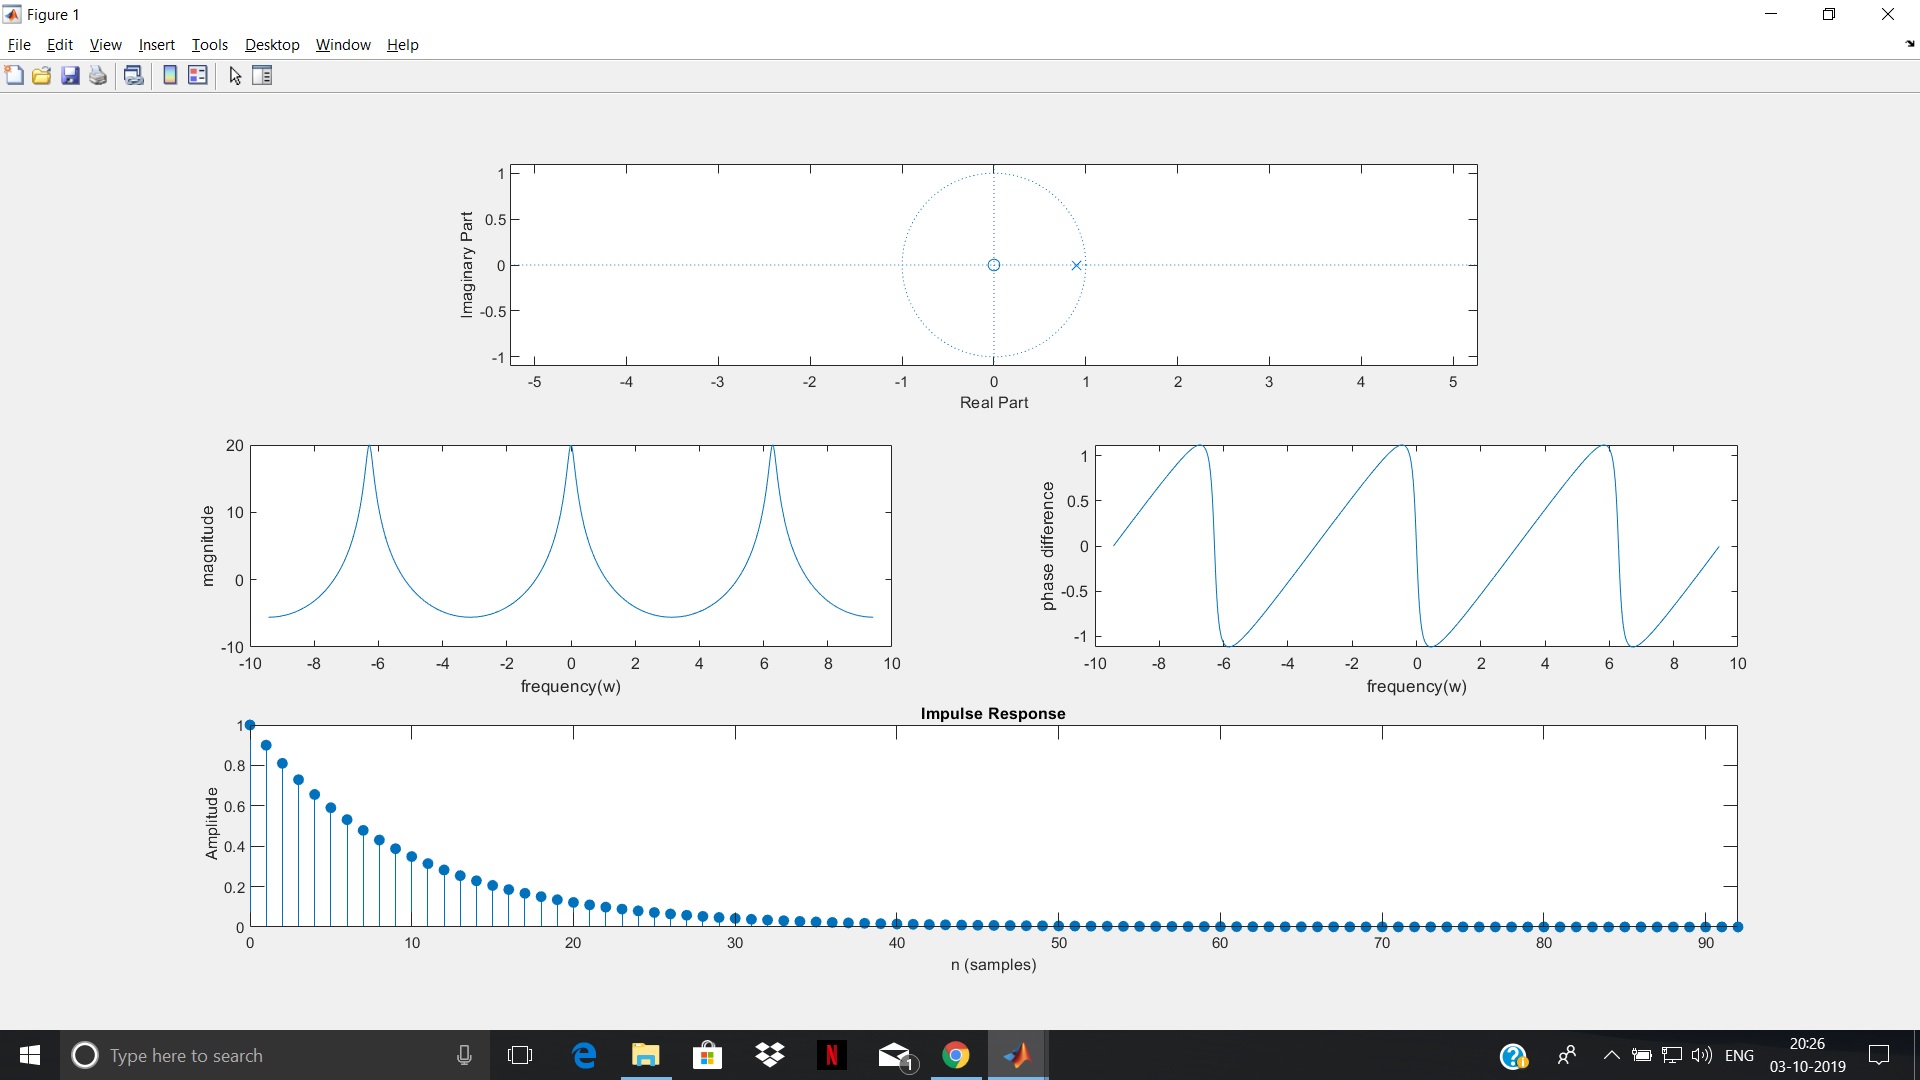 Figure 1
File Edit View Insert Tools Desktop Window Help
1
0.5
0
-0.5
-1
Imaginary Part
-5 -4 -3 -2 -1 0 1 2 3 4 5
Real Part
20
10
0
-10
magnitude
-10 -8 -6 -4 -2 0 2 4 6 8 10
frequency(w)
1
0.5
0
-0.5
-1
phase difference
-10 -8 -6 -4 -2 0 2 4 6 8 10
frequency(w)
Impulse Response
1
0.8
0.6
0.4
0.2
0
Amplitude
0 10 20 30 40 50 60 70 80 90
n (samples)
Type here to search
N
1
ENG
20:26
03-10-2019